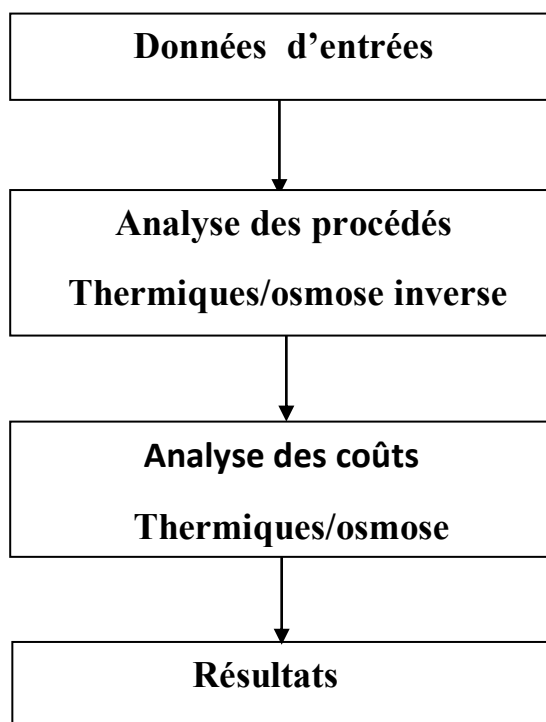 Données d’entrées
Analyse des procédés
Thermiques/osmose inverse
Analyse des coûts
Thermiques/osmose
Résultats